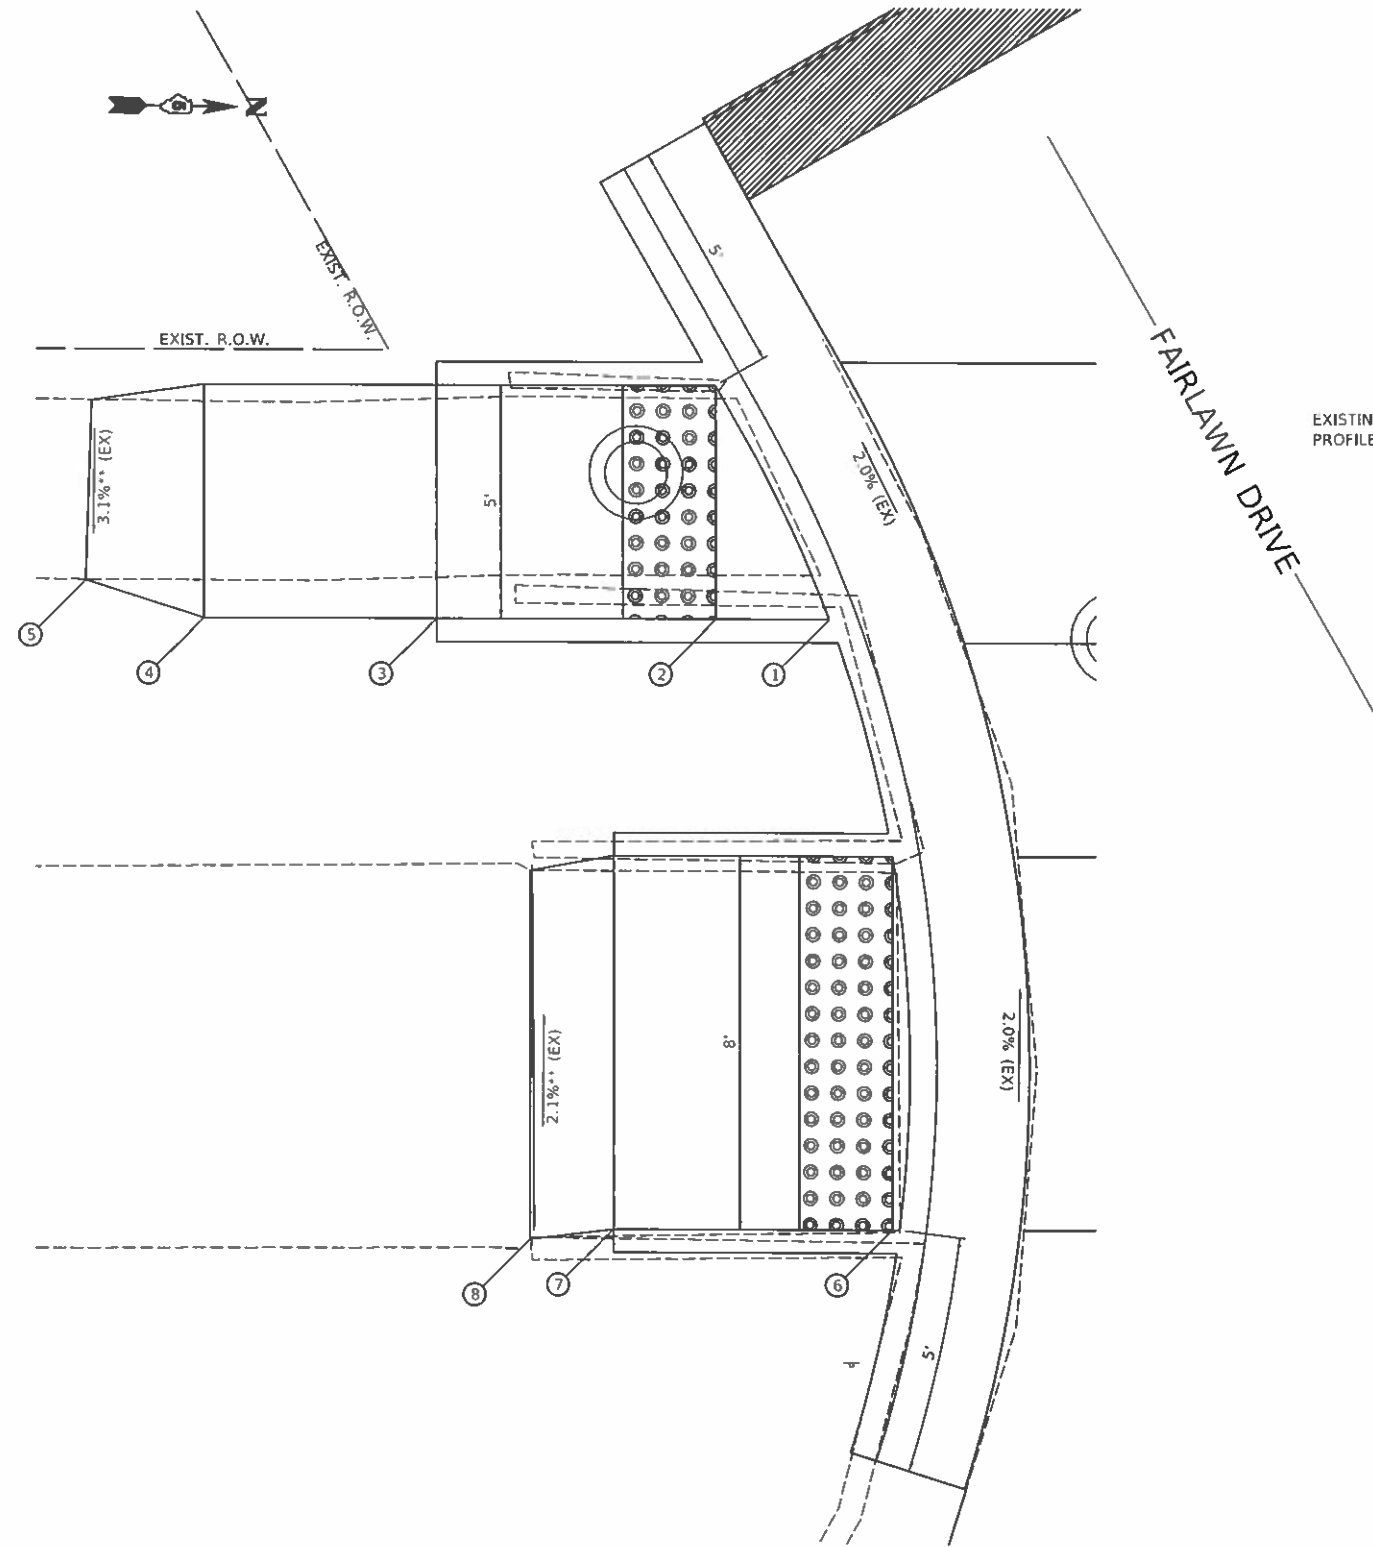 N
EXIST. R.O.W.
EXIST. R.O.W.
5'
FAIRLAWN DRIVE
EXISTIN
PROFILE
3.1%** (EX)
5'
2.0% (EX)
5
4
3
2
1
2.1%** (EX)
8'
2.0% (EX)
8
7
6
5'